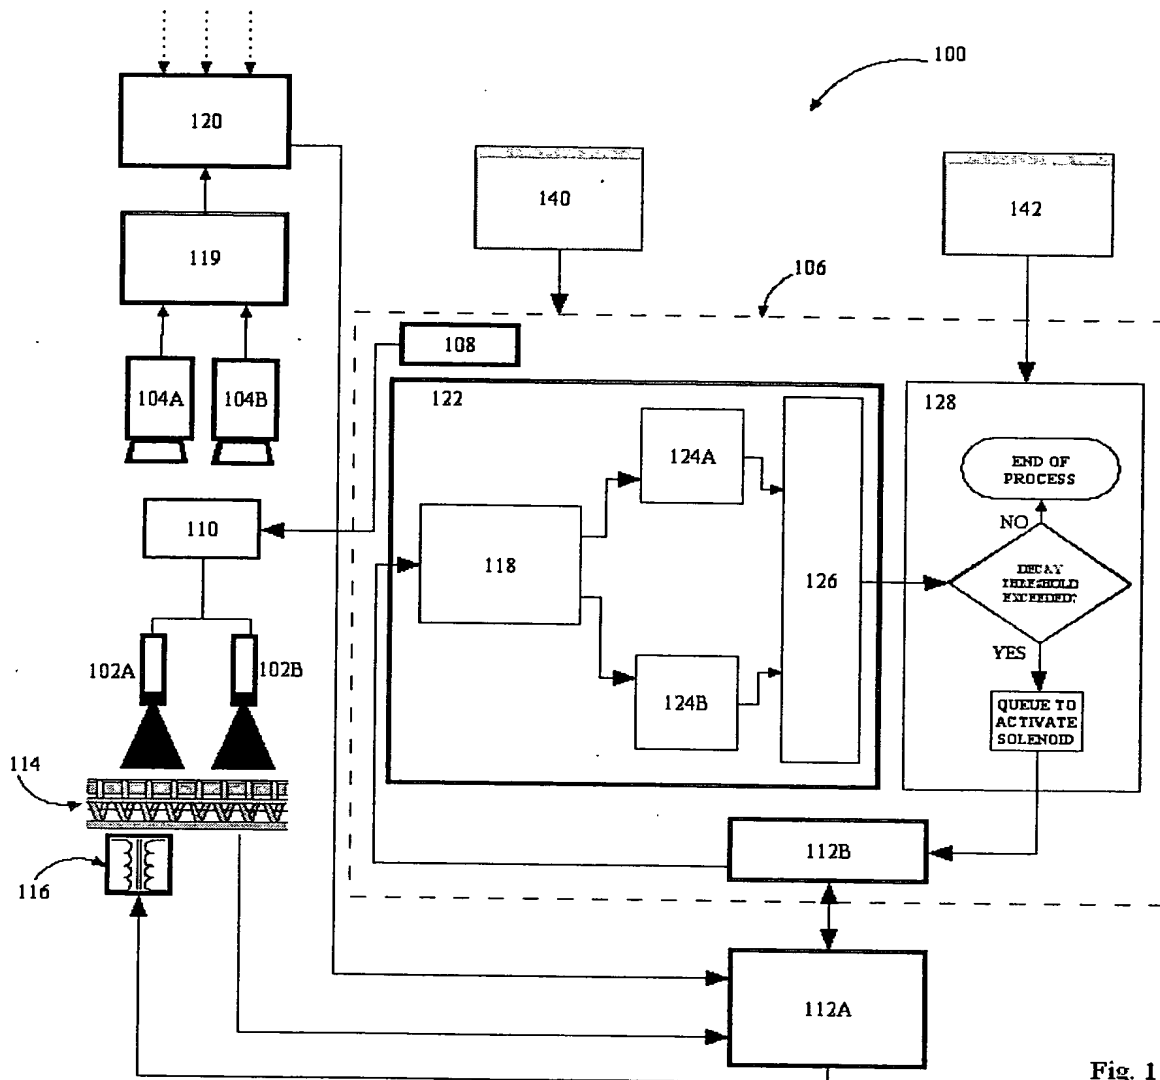 100
120
140
142
119
106
108
104A
104B
122
128
124A
END OF
PROCESS
110
NO
118
126
DECAY
THRESHOLD
EXCEEDED?
102A
102B
YES
124B
QUEUE TO
ACTIVATE
SOLENOID
114
112B
116
112A
Fig. 1